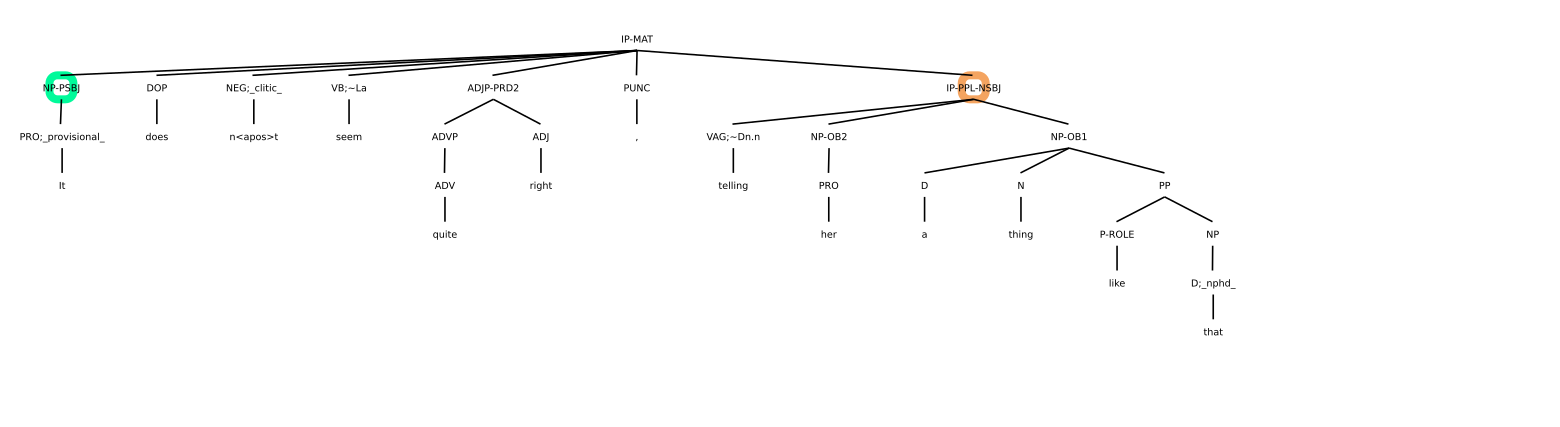 IP-MAT
NP-PSBJ DOP NEG;_clitic_ VB;~La ADJP-PRD2 PUNC IP-PPL-NSBJ
PRO;_provisional_ does n<apos>t seem ADVP ADJ , VAG;~Dn.n NP-OB2 NP-OB1
It ADV right telling PRO D N PP
quite her a thing P-ROLE NP
like D;_nphd_
that